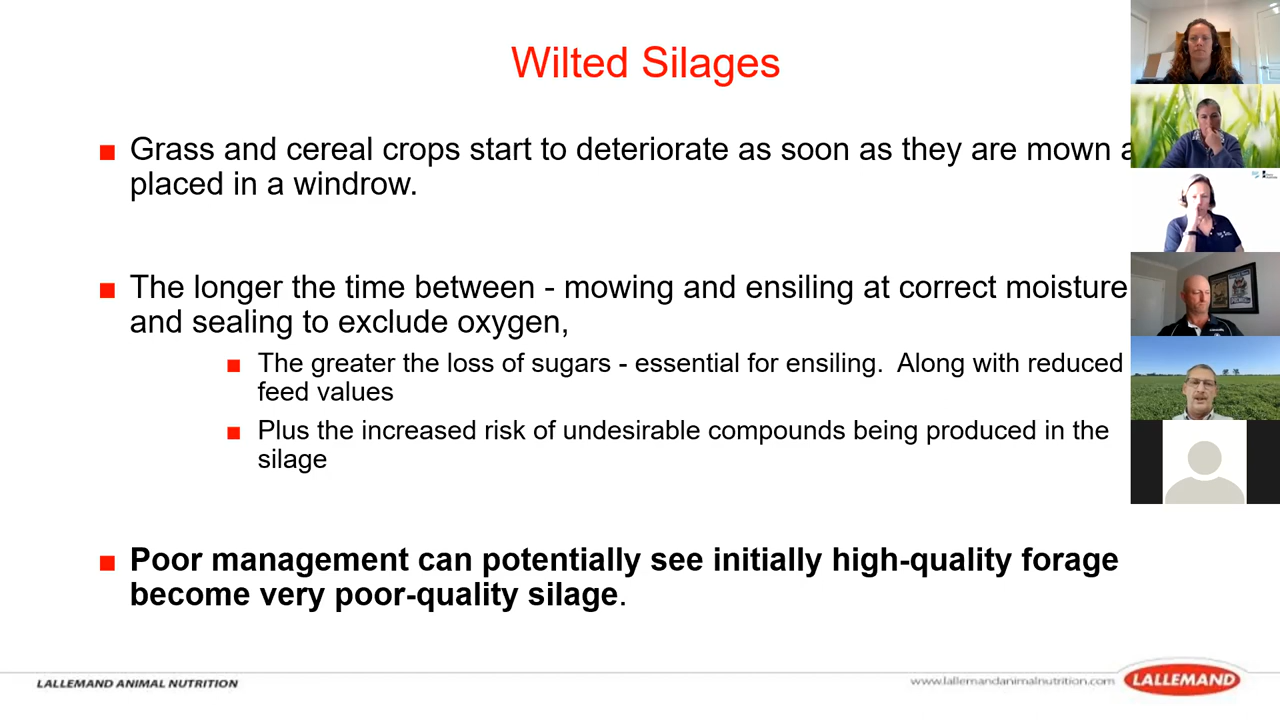 Wilted Silages
Grass and cereal crops start to deteriorate as soon as they are mown
placed in a windrow.
The longer the time between - mowing and ensiling at correct moisture
and sealing to exclude oxygen,
The greater the loss of sugars - essential for ensiling. Along with reduced
feed values
Plus the increased risk of undesirable compounds being produced in the
silage
Poor management can potentially see initially high-quality forage
become very poor-quality silage.
LALLEMAND ANIMAL NUTRITION
www.lallemandanimalnutrition.com
LALLEMAND